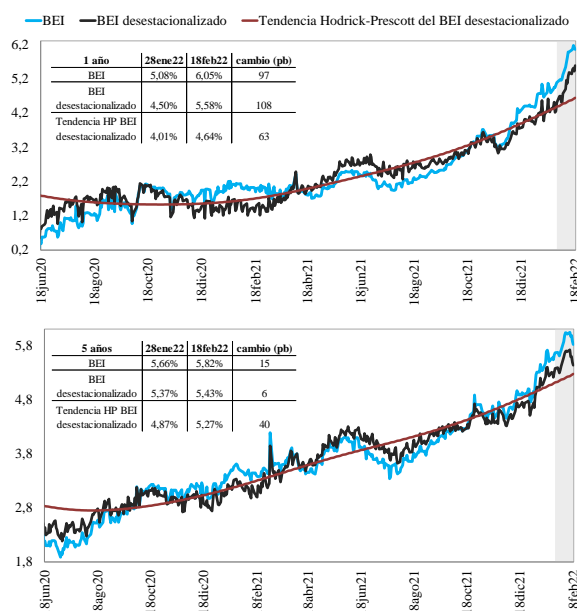 BEI BEI desestacionalizado Tendencia Hodrick-Prescott del BEI desestacionalizado
6,2
5,2
4,2
3,2
2,2
1,2
0,2
1 año 28ene22 18feb22 cambio (pb)
BEI 5,08% 6,05% 97
BEI
desestacionalizado 4,50% 5,58% 108
Tendencia HP BEI
desestacionalizado 4,01% 4,64% 63
18jun20 18ago20 18oct20 18dic20 18feb21 18abr21 18jun21 18ago21 18oct21 18dic21 18feb22
5,8
4,8
3,8
2,8
1,8
5 años 28ene22 18feb22 cambio (pb)
BEI 5,66% 5,82% 15
BEI
desestacionalizado 5,37% 5,43% 6
Tendencia HP BEI
desestacionalizado 4,87% 5,27% 40
8jun20 8ago20 8oct20 8dic20 8feb21 8abr21 8jun21 8ago21 8oct21 8dic21 8feb22